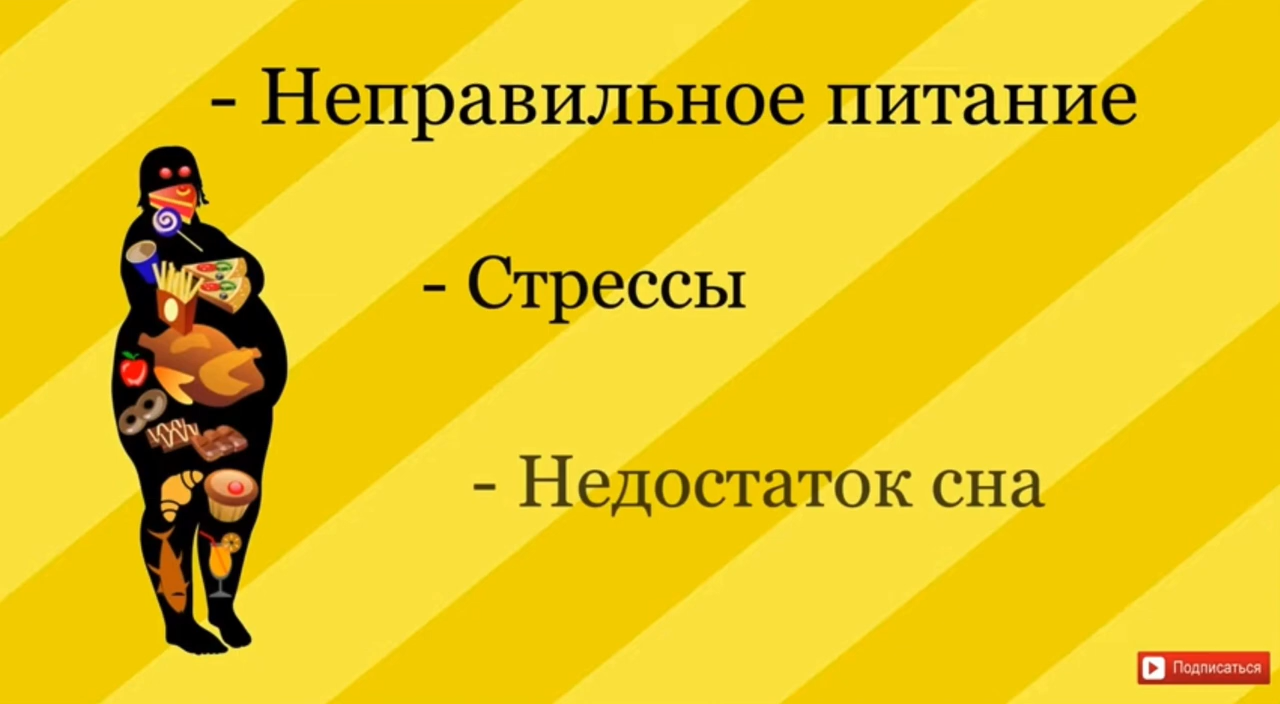 - Неправильное питание
- Стрессы
- Недостаток сна
Подписаться